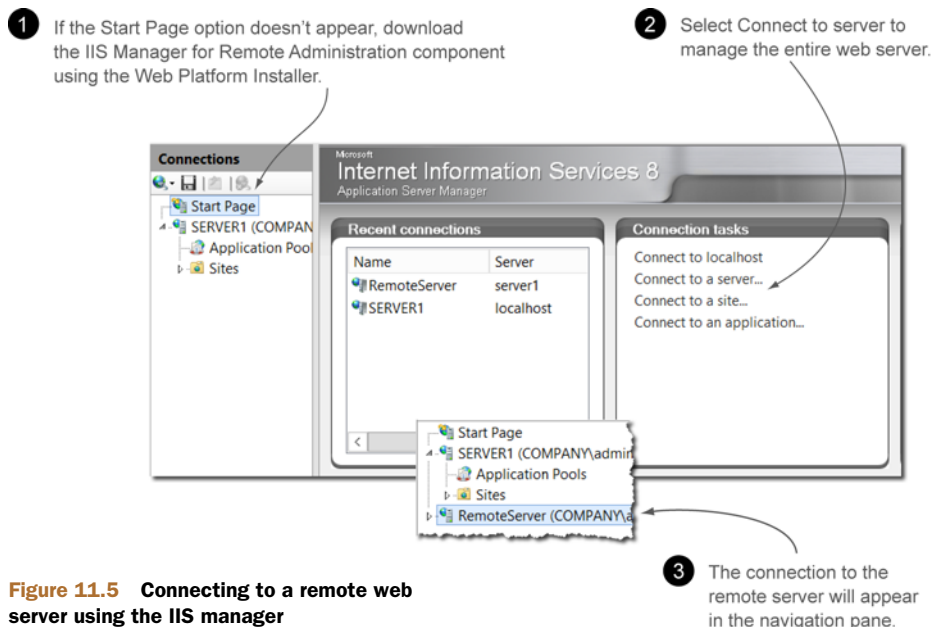 1 If the Start Page option doesn't appear, download
the IIS Manager for Remote Administration component
using the Web Platform Installer.
2 Select Connect to server to
manage the entire web server.
Connections
Start Page
SERVER1 (COMPAN
Application Pool
Sites
Microsoft
Internet Information Services 8
Application Server Manager
Recent connections
Name Server
RemoteServer server1
SERVER1 localhost
Connection tasks
Connect to localhost
Connect to a server...
Connect to a site...
Connect to an application...
Start Page
SERVER1 (COMPANY\admin
Application Pools
Sites
RemoteServer (COMPANY\a
3 The connection to the
remote server will appear
in the navigation pane.
Figure 11.5 Connecting to a remote web
server using the IIS manager